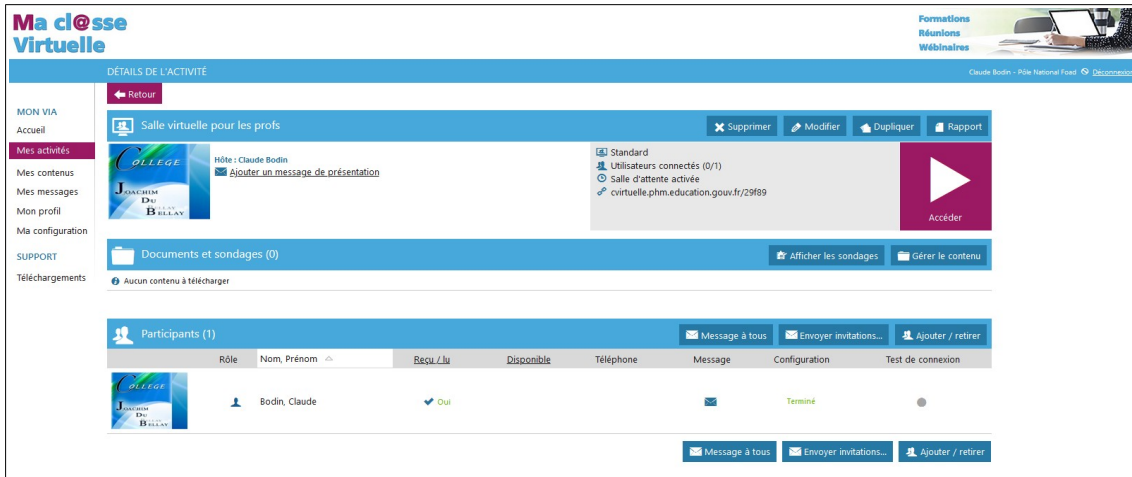 Ma cl@sse
Virtuelle
Formations
Réunions
Wébinaires
DÉTAILS DE L'ACTIVITÉ
Claude Bodin - Pôle National Foad Déconnexion
Retour
MON VIA
Accueil
Mes activités
Mes contenus
Mes messages
Mon profil
Ma configuration
SUPPORT
Téléchargements
Salle virtuelle pour les profs
Supprimer
Modifier
Dupliquer
Rapport
COLLEGE
JOACHIM
DU
BELLAY
Hôte : Claude Bodin
Ajouter un message de présentation
Standard
Utilisateurs connectés (0/1)
Salle d'attente activée
cvirtuelle.phm.education.gouv.fr/29f89
Accéder
Documents et sondages (0)
Afficher les sondages
Gérer le contenu
Aucun contenu à télécharger
Participants (1)
Message à tous
Envoyer invitations...
Ajouter / retirer
Rôle
Nom, Prénom
Reçu / lu
Disponible
Téléphone
Message
Configuration
Test de connexion
COLLEGE
JOACHIM
DU
BELLAY
Bodin, Claude
Oui
Terminé
Message à tous
Envoyer invitations...
Ajouter / retirer